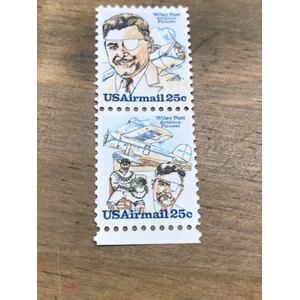 Wiley Post
Aviation
Pioneer
USAirmail 25c
Wiley Post
Aviation
Pioneer
USAirmail 25c